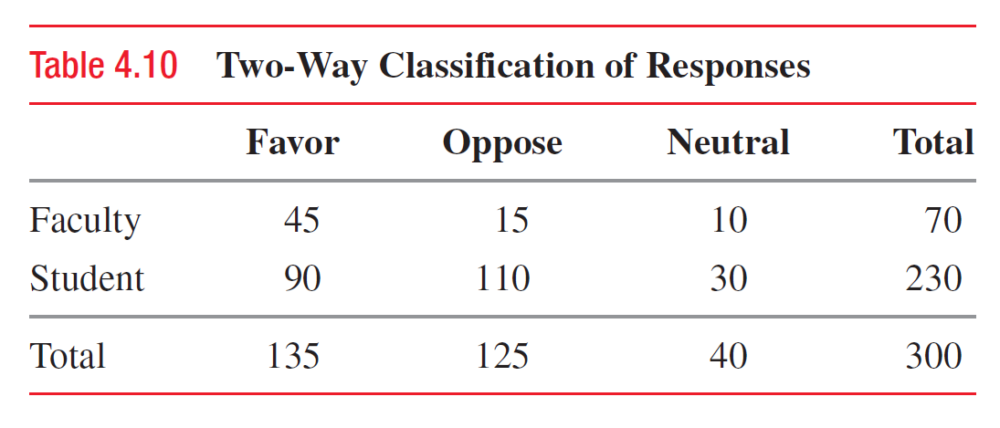 Table 4.10 Two-Way Classification of Responses
Favor Oppose Neutral Total
Faculty 45 15 10 70
Student 90 110 30 230
Total 135 125 40 300